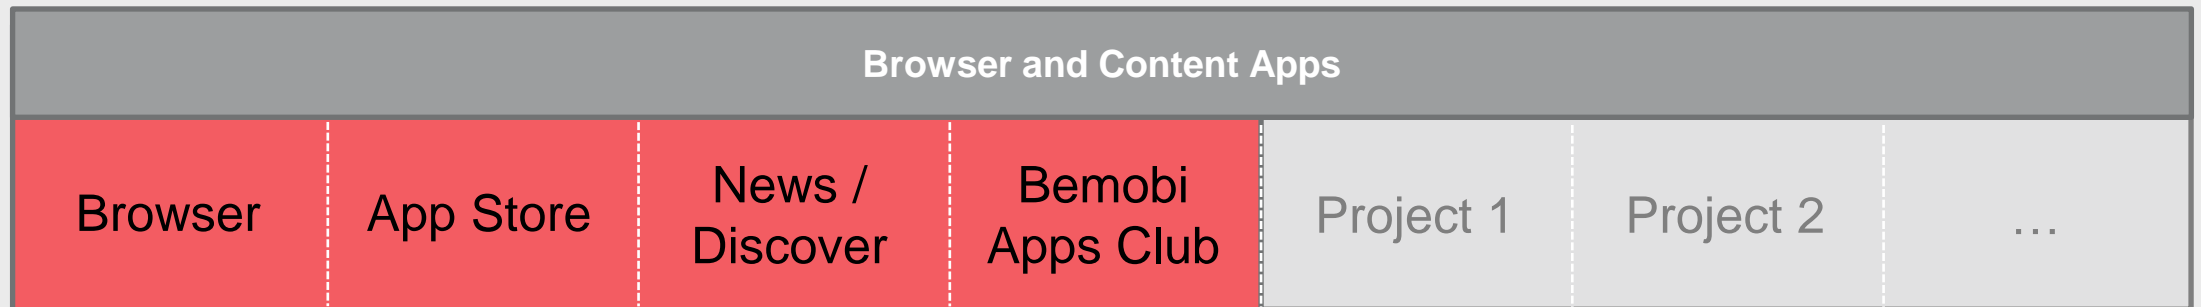 Browser and Content Apps
Browser
App Store
News /
Discover
Bemobi
Apps Club
Project 1
Project 2
…